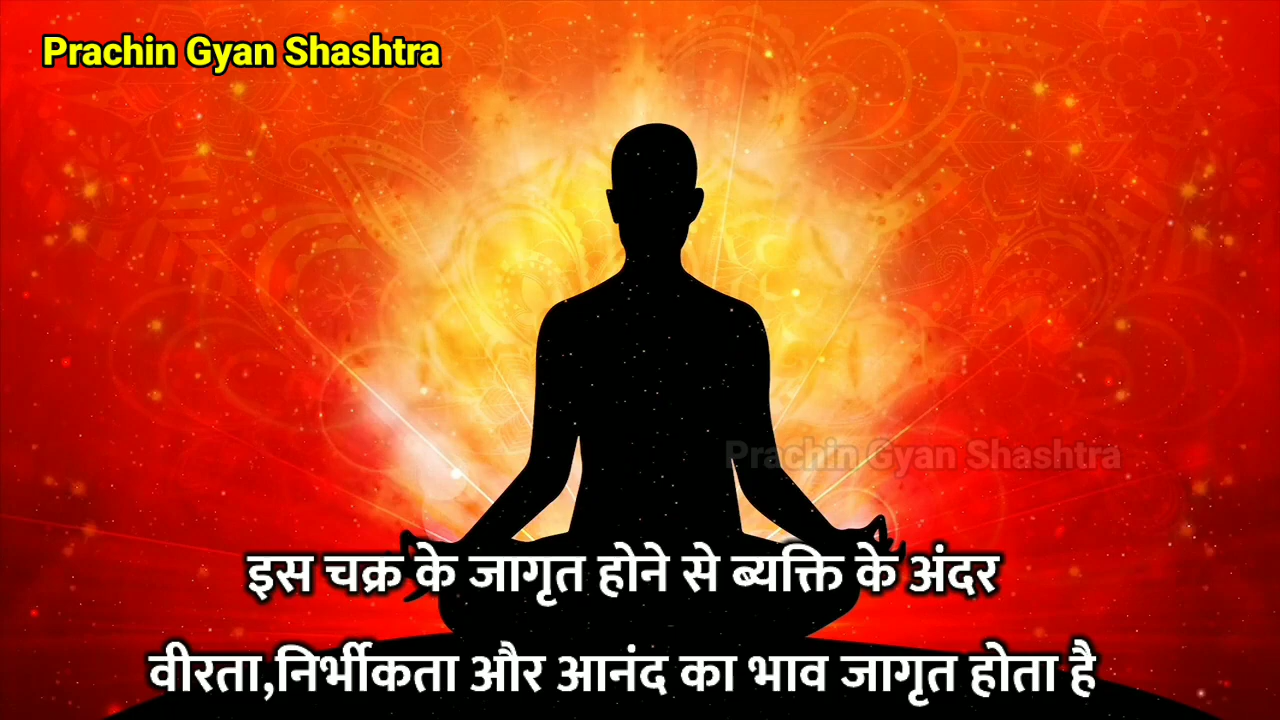 Prachin Gyan Shashtra
Prachin Gyan Shashtra
इस चक्र के जागृत होने से ब्यक्ति के अंदर
वीरता,निर्भीकता और आनंद का भाव जागृत होता है